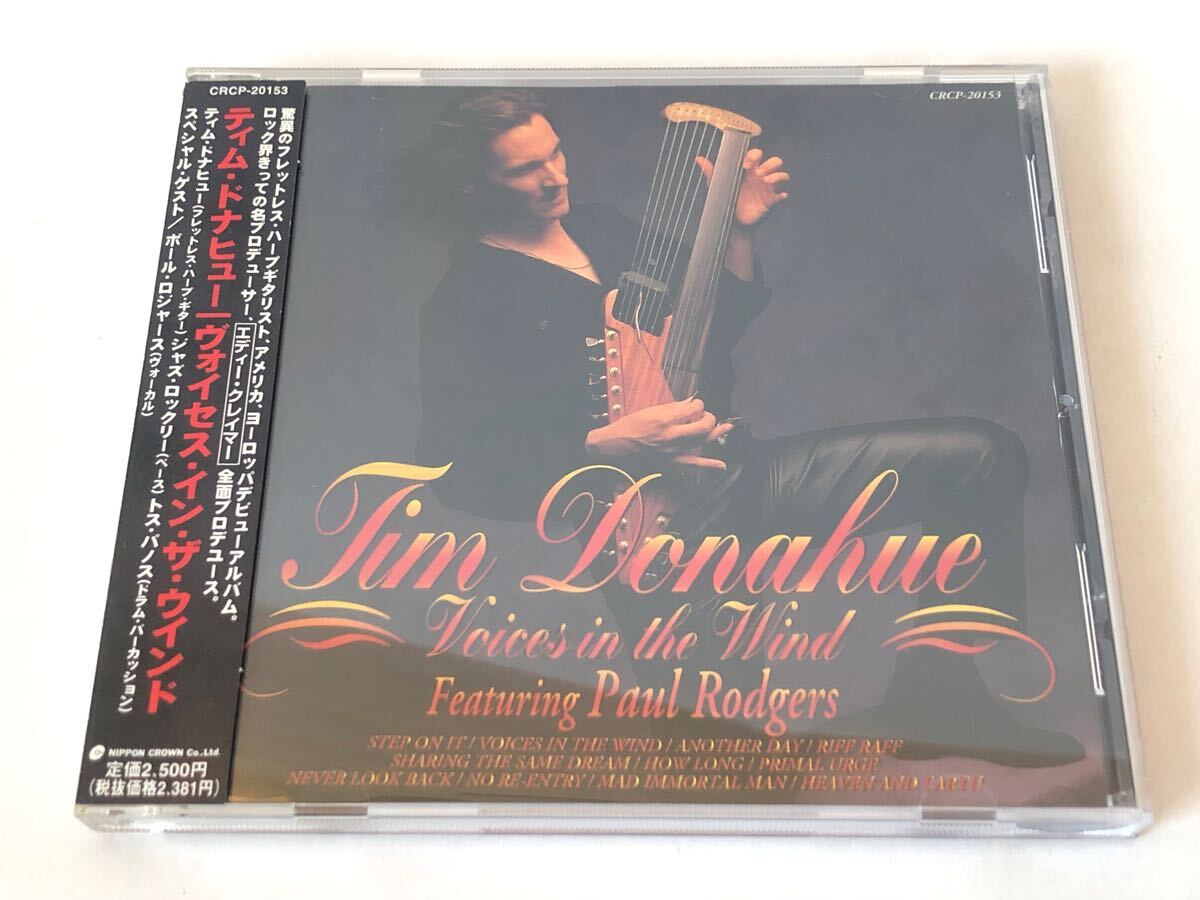 CRCP-20153
驚異のフレットレス・ハープギタリスト、アメリカ、ヨーロッパデビューアルバム。
ロック界きっての名プロデューサー、エディー・クレイマー全面プロデュース。
ティム・ドナヒュー|ヴォイセス・イン・ザ・ウインド
ティム・ドナヒュー(フレットレス・ハープ・ギター)ジャズ・ロックリー(ベース)トス・パノス(ドラム・パーカッション)
スペシャル・ゲスト/ポール・ロジャース(ヴォーカル)
NIPPON CROWN Co.,Ltd.
定価2,500円
(税抜価格2,381円)
CRCP-20153
Tim Donahue
Voices in the Wind
Featuring Paul Rodgers
STEP ON IT / VOICES IN THE WIND / ANOTHER DAY / RIFF RAFF
SHARING THE SAME DREAM / HOW LONG / PRIMAL URGE
NEVER LOOK BACK / NO RE-ENTRY / MAD IMMORTAL MAN / HEAVEN AND EARTH